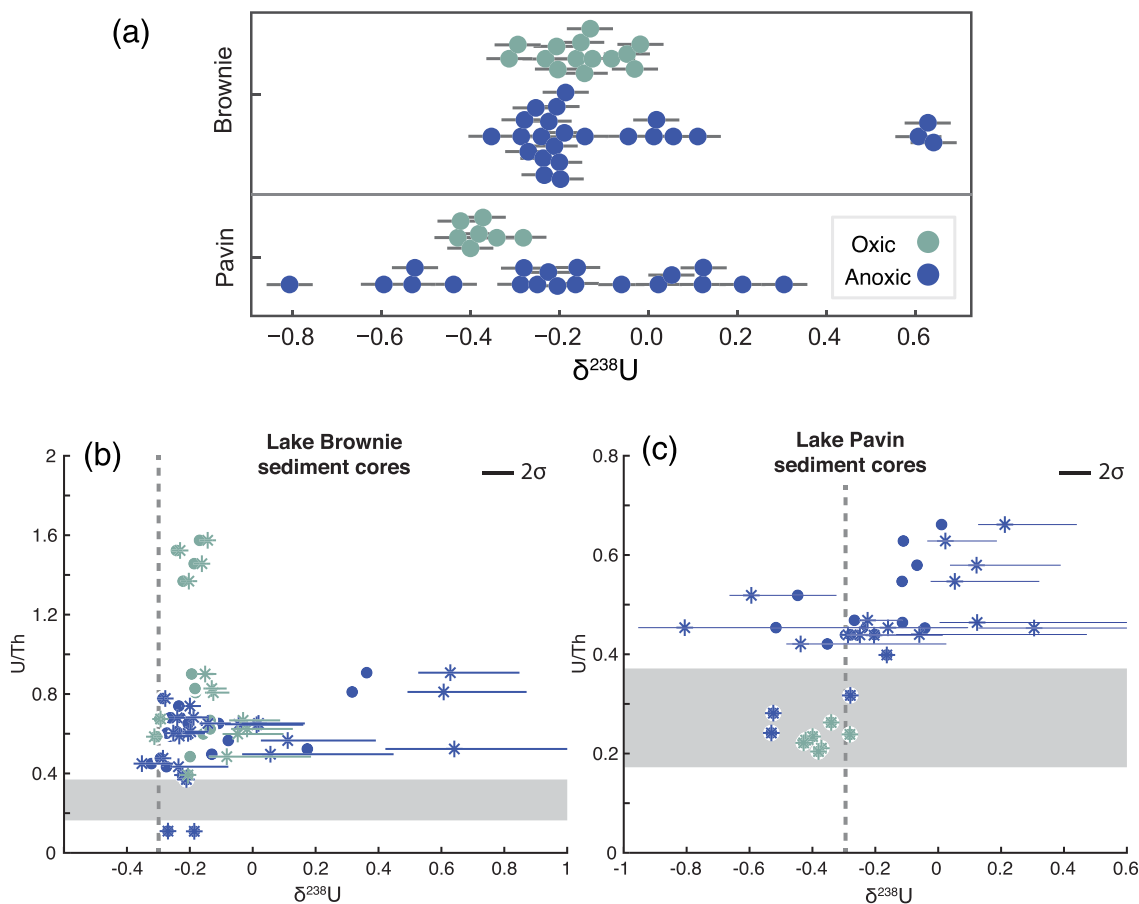 (a)
Brownie
Pavin
Oxic
Anoxic
−0.8 −0.6 −0.4 −0.2 0.0 0.2 0.4 0.6
δ²³⁸U
(b)
Lake Brownie
sediment cores
2σ
2
1.6
1.2
0.8
0.4
0
U/Th
-0.4 -0.2 0 0.2 0.4 0.6 0.8 1
δ²³⁸U
(c)
Lake Pavin
sediment cores
2σ
0.8
0.6
0.4
0.2
0
U/Th
-1 -0.8 -0.6 -0.4 -0.2 0 0.2 0.4 0.6
δ²³⁸U